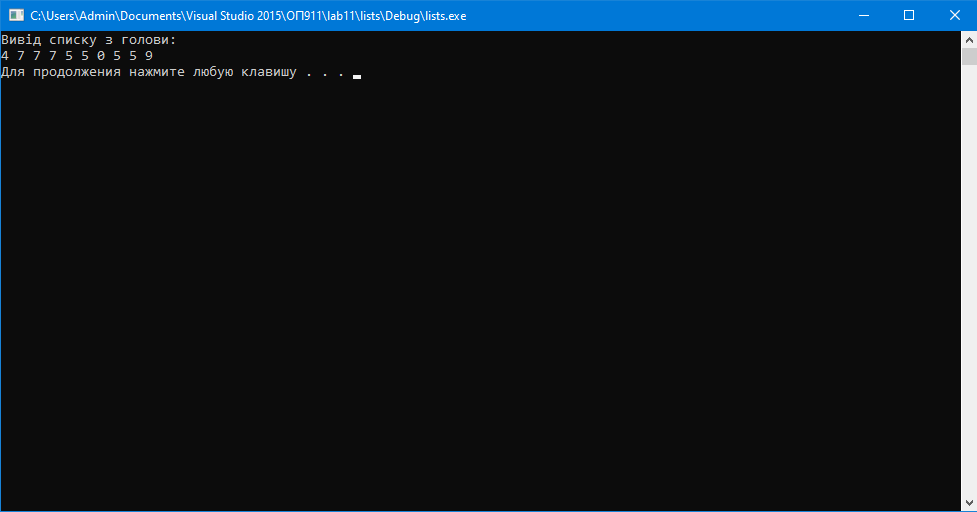 C:\Users\Admin\Documents\Visual Studio 2015\ОП911\lab11\lists\Debug\lists.exe
Вивід списку з голови:
4 7 7 7 5 5 0 5 5 9
Для продолжения нажмите любую клавишу . . .